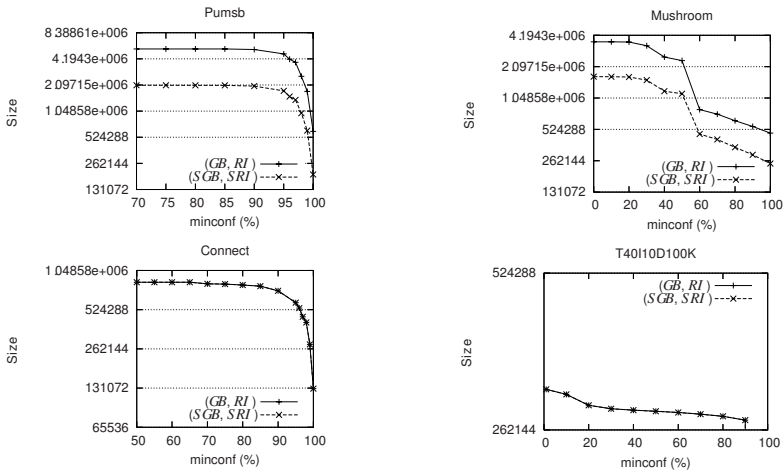 Pumsb
8.38861e+006
4.1943e+006
2.09715e+006
1.04858e+006
524288
262144
131072
Size
(GB, RI)
(SGB, SRI)
70 75 80 85 90 95 100
minconf (%)
Mushroom
4.1943e+006
2.09715e+006
1.04858e+006
524288
262144
131072
Size
(GB, RI)
(SGB, SRI)
0 20 40 60 80 100
minconf (%)
Connect
1.04858e+006
524288
262144
131072
65536
Size
(GB, RI)
(SGB, SRI)
50 60 70 80 90 100
minconf (%)
T40I10D100K
524288
262144
Size
(GB, RI)
(SGB, SRI)
0 20 40 60 80 100
minconf (%)